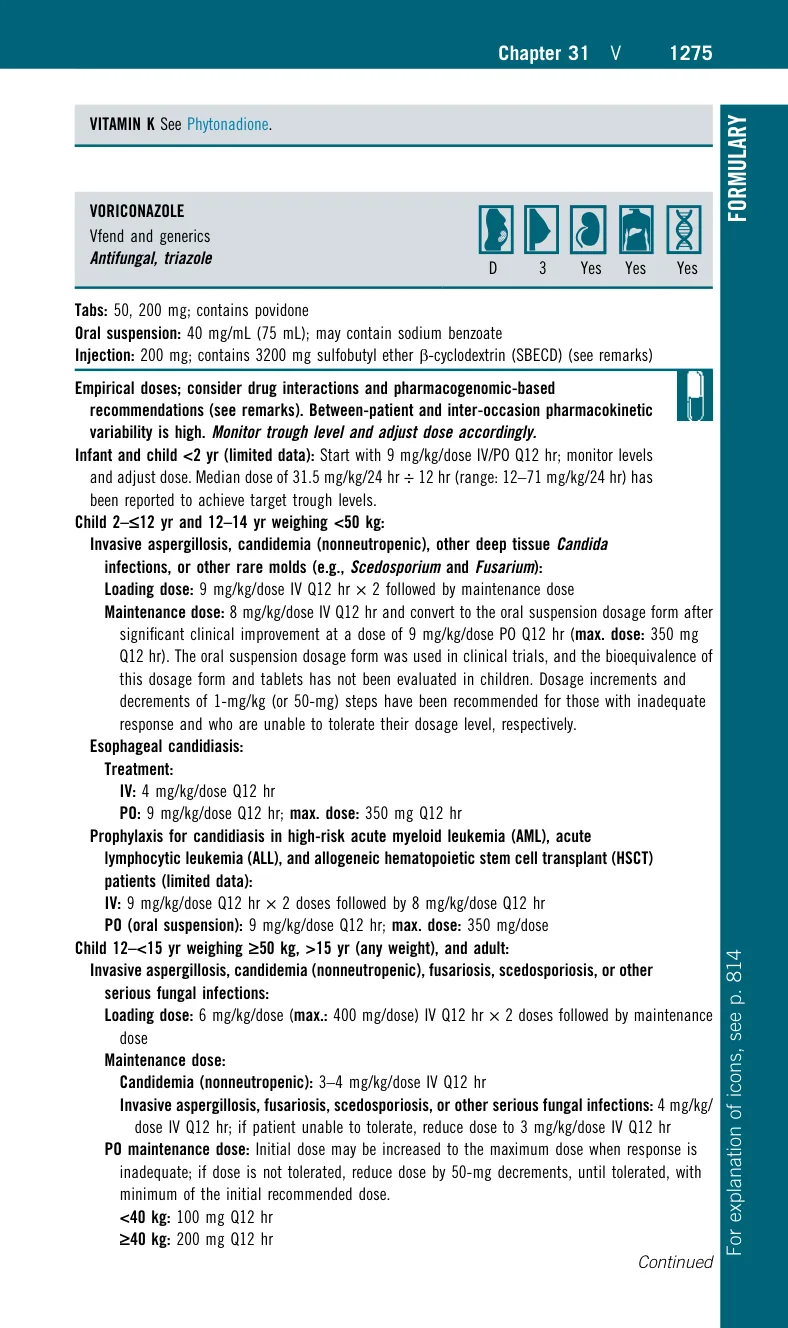 Chapter 31 V 1275
VITAMIN K See Phytonadione.
VORICONAZOLE
Vfend and generics
Antifungal, triazole
D 3 Yes Yes Yes
Tabs: 50, 200 mg; contains povidone
Oral suspension: 40 mg/mL (75 mL); may contain sodium benzoate
Injection: 200 mg; contains 3200 mg sulfobutyl ether β-cyclodextrin (SBECD) (see remarks)
Empirical doses; consider drug interactions and pharmacogenomic-based
recommendations (see remarks). Between-patient and inter-occasion pharmacokinetic
variability is high. Monitor trough level and adjust dose accordingly.
Infant and child <2 yr (limited data): Start with 9 mg/kg/dose IV/PO Q12 hr; monitor levels
and adjust dose. Median dose of 31.5 mg/kg/24 hr ÷ 12 hr (range: 12–71 mg/kg/24 hr) has
been reported to achieve target trough levels.
Child 2–≤12 yr and 12–14 yr weighing <50 kg:
Invasive aspergillosis, candidemia (nonneutropenic), other deep tissue Candida
infections, or other rare molds (e.g., Scedosporium and Fusarium):
Loading dose: 9 mg/kg/dose IV Q12 hr × 2 followed by maintenance dose
Maintenance dose: 8 mg/kg/dose IV Q12 hr and convert to the oral suspension dosage form after
significant clinical improvement at a dose of 9 mg/kg/dose PO Q12 hr (max. dose: 350 mg
Q12 hr). The oral suspension dosage form was used in clinical trials, and the bioequivalence of
this dosage form and tablets has not been evaluated in children. Dosage increments and
decrements of 1-mg/kg (or 50-mg) steps have been recommended for those with inadequate
response and who are unable to tolerate their dosage level, respectively.
Esophageal candidiasis:
Treatment:
IV: 4 mg/kg/dose Q12 hr
PO: 9 mg/kg/dose Q12 hr; max. dose: 350 mg Q12 hr
Prophylaxis for candidiasis in high-risk acute myeloid leukemia (AML), acute
lymphocytic leukemia (ALL), and allogeneic hematopoietic stem cell transplant (HSCT)
patients (limited data):
IV: 9 mg/kg/dose Q12 hr × 2 doses followed by 8 mg/kg/dose Q12 hr
PO (oral suspension): 9 mg/kg/dose Q12 hr; max. dose: 350 mg/dose
Child 12–<15 yr weighing ≥50 kg, >15 yr (any weight), and adult:
Invasive aspergillosis, candidemia (nonneutropenic), fusariosis, scedosporiosis, or other
serious fungal infections:
Loading dose: 6 mg/kg/dose (max.: 400 mg/dose) IV Q12 hr × 2 doses followed by maintenance
dose
Maintenance dose:
Candidemia (nonneutropenic): 3–4 mg/kg/dose IV Q12 hr
Invasive aspergillosis, fusariosis, scedosporiosis, or other serious fungal infections: 4 mg/kg/
dose IV Q12 hr; if patient unable to tolerate, reduce dose to 3 mg/kg/dose IV Q12 hr
PO maintenance dose: Initial dose may be increased to the maximum dose when response is
inadequate; if dose is not tolerated, reduce dose by 50-mg decrements, until tolerated, with
minimum of the initial recommended dose.
<40 kg: 100 mg Q12 hr
≥40 kg: 200 mg Q12 hr
Continued
FORMULARY
For explanation of icons, see p. 814